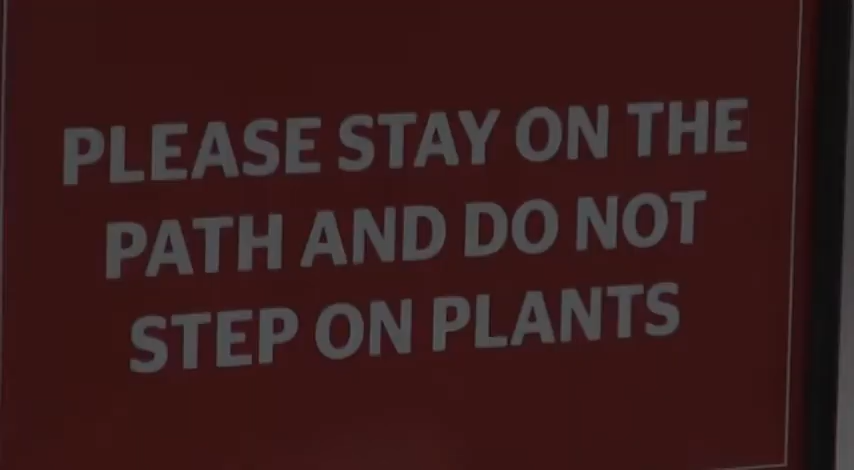 PLEASE STAY ON THE
PATH AND DO NOT
STEP ON PLANTS